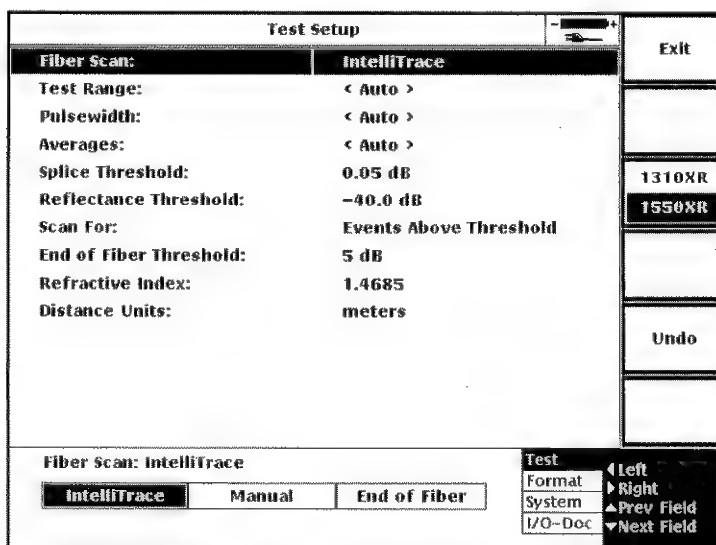 Test Setup
- +
Fiber Scan: IntelliTrace
Test Range: < Auto >
Pulsewidth: < Auto >
Averages: < Auto >
Splice Threshold: 0.05 dB
Reflectance Threshold: -40.0 dB
Scan For: Events Above Threshold
End of Fiber Threshold: 5 dB
Refractive Index: 1.4685
Distance Units: meters
Exit
1310XR
1550XR
Undo
Fiber Scan: IntelliTrace
IntelliTrace Manual End of Fiber
Test
Format
System
I/O-Doc
Left
Right
Prev Field
Next Field